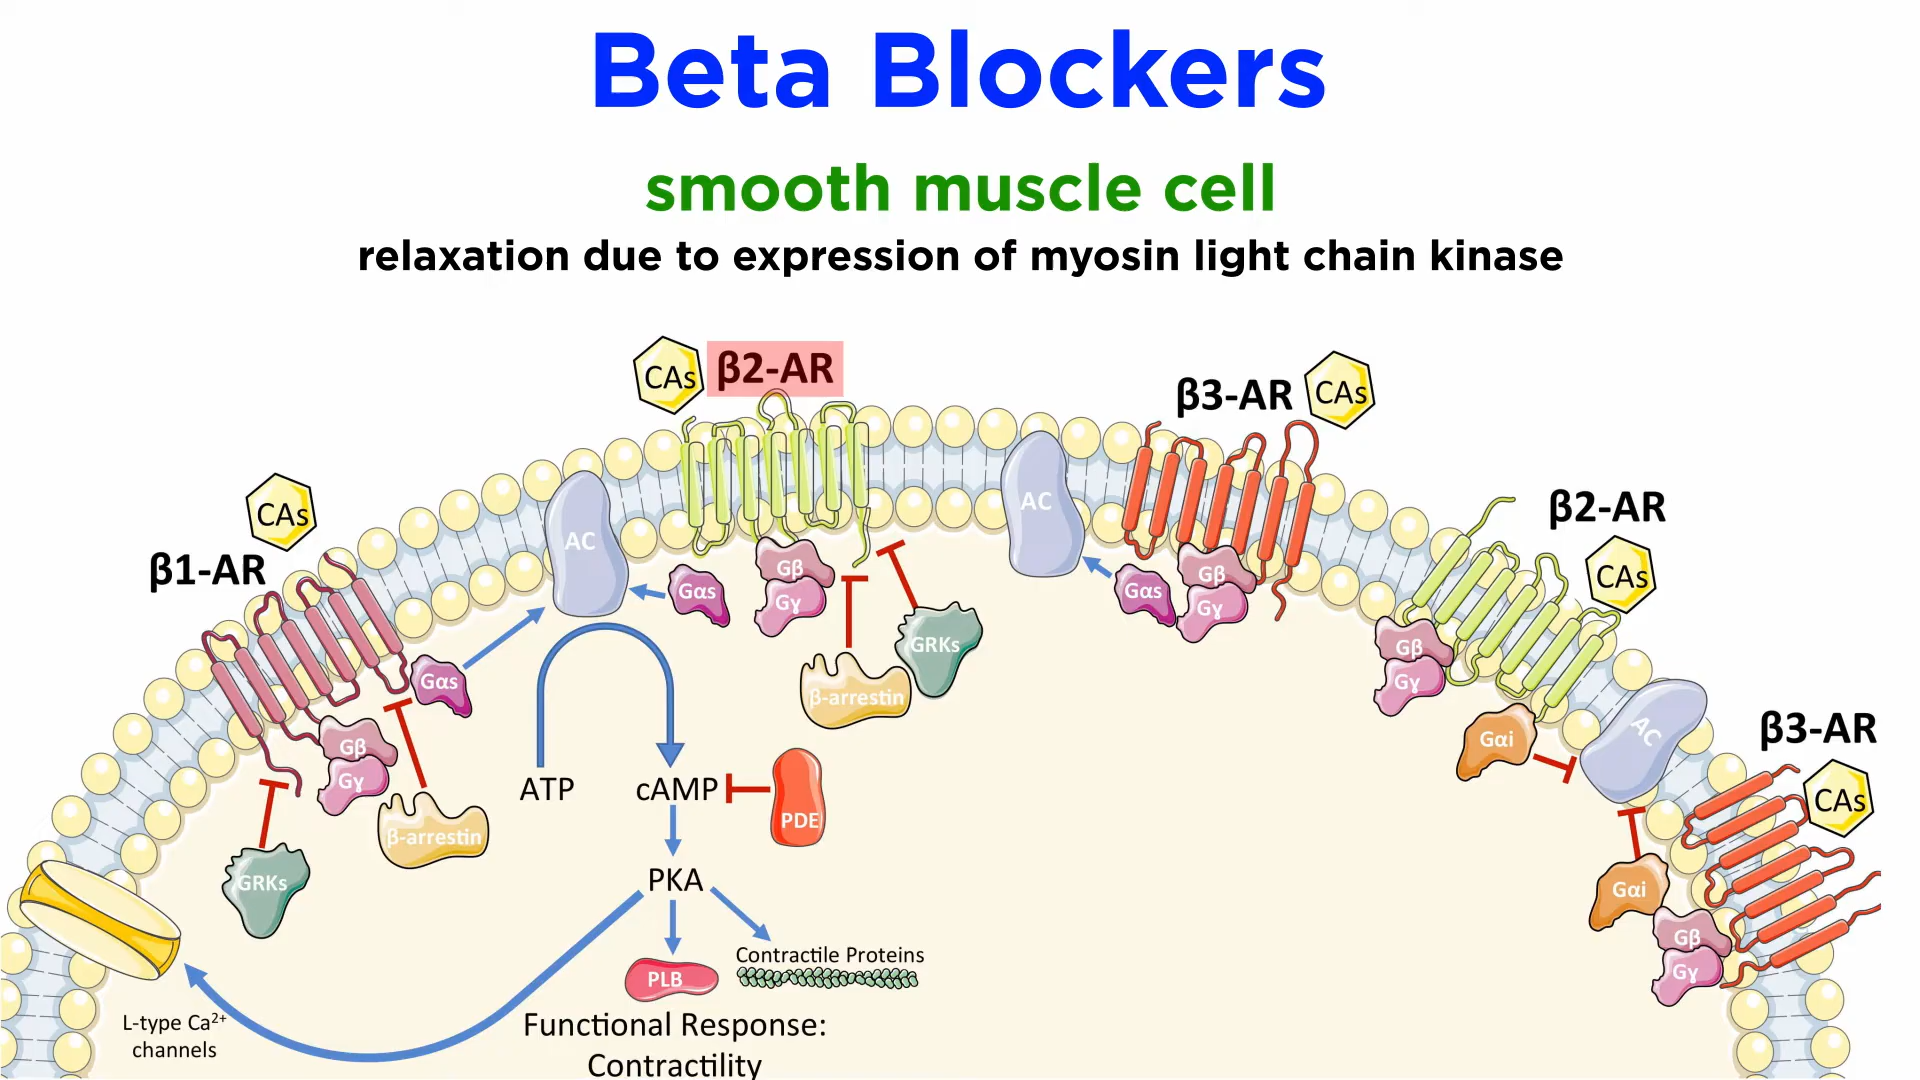 Beta Blockers
smooth muscle cell
relaxation due to expression of myosin light chain kinase
CAs
β2-AR
β3-AR
CAs
CAs
β1-AR
AC
AC
β2-AR
CAs
Gαs
Gβ
Gγ
Gαs
Gβ
Gγ
GRKs
β-arrestin
Gαs
Gβ
Gγ
β-arrestin
GRKs
ATP
cAMP
PDE
PKA
PLB
Contractile Proteins
L-type Ca²⁺
channels
Functional Response:
Contractility
Gβ
Gγ
Gαi
AC
β3-AR
CAs
Gαi
Gβ
Gγ